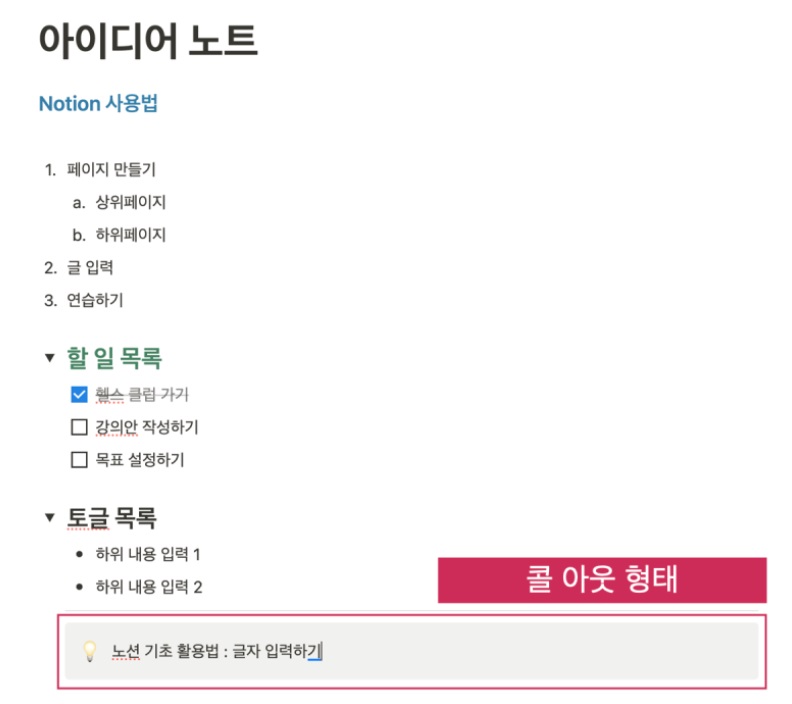 아이디어 노트
Notion 사용법
1. 페이지 만들기
a. 상위페이지
b. 하위페이지
2. 글 입력
3. 연습하기
할 일 목록
헬스 클럽 가기
강의안 작성하기
목표 설정하기
토글 목록
• 하위 내용 입력 1
• 하위 내용 입력 2
콜 아웃 형태
노션 기초 활용법 : 글자 입력하기